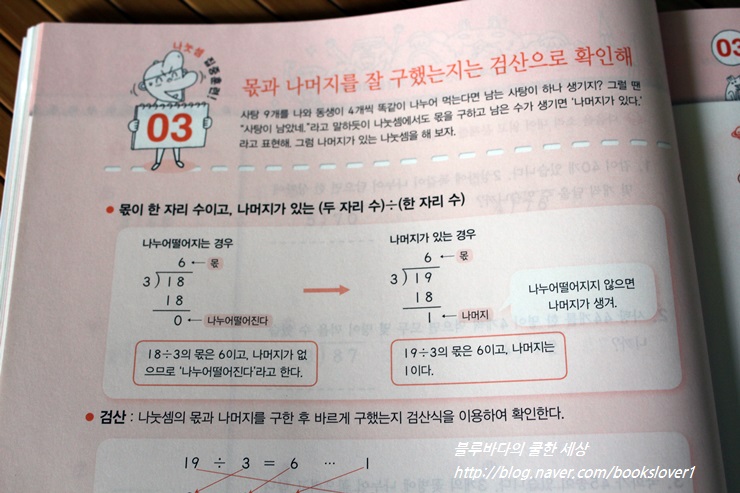 나눗셈
집중훈련!
03
몫과 나머지를 잘 구했는지는 검산으로 확인해
사탕 9개를 나와 동생이 4개씩 똑같이 나누어 먹는다면 남는 사탕이 하나 생기지? 그럴 땐
"사탕이 남았네."라고 말하듯이 나눗셈에서도 몫을 구하고 남은 수가 생기면 '나머지가 있다.'
라고 표현해. 그럼 나머지가 있는 나눗셈을 해 보자.
03
● 몫이 한 자리 수이고, 나머지가 있는 (두 자리 수)÷(한 자리 수)
나누어떨어지는 경우
6 ← 몫
3 ) 1 8
1 8
0 ← 나누어떨어진다
18÷3의 몫은 6이고, 나머지가 없
으므로 '나누어떨어진다'라고 한다.
→
나머지가 있는 경우
6 ← 몫
3 ) 1 9
1 8
1 ← 나머지
19÷3의 몫은 6이고, 나머지는
1이다.
나누어떨어지지 않으면
나머지가 생겨.
● 검산 : 나눗셈의 몫과 나머지를 구한 후 바르게 구했는지 검산식을 이용하여 확인한다.
19 ÷ 3 = 6 … 1
블루바다의 쿨한 세상
http://blog.naver.com/bookslover1